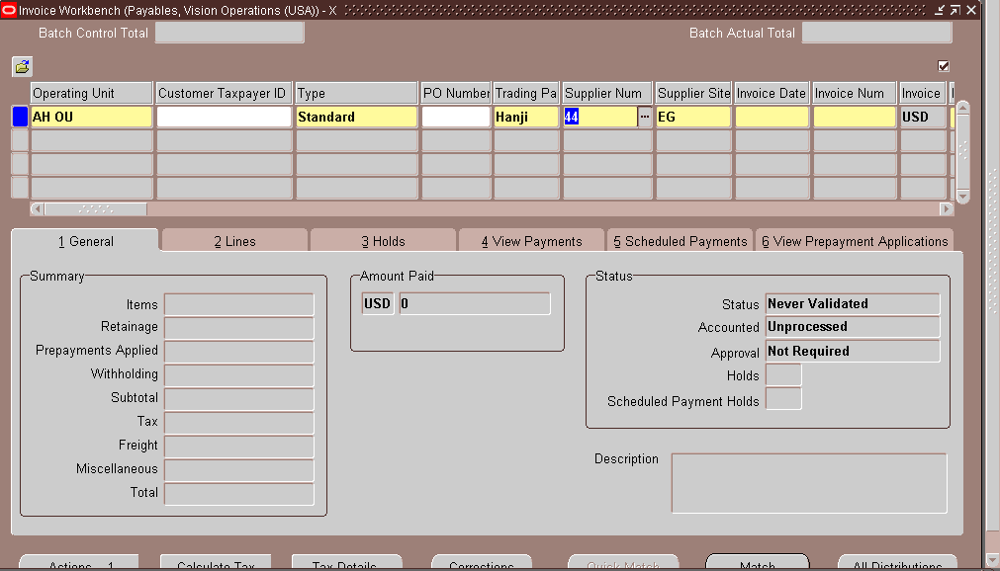 Invoice Workbench (Payables, Vision Operations (USA)) - X
Batch Control Total
Batch Actual Total
Operating Unit Customer Taxpayer ID Type PO Number Trading Pa Supplier Num Supplier Site Invoice Date Invoice Num Invoice
AH OU Standard Hanji 44 ... EG USD
1 General 2 Lines 3 Holds 4 View Payments 5 Scheduled Payments 6 View Prepayment Applications
Summary
Items
Retainage
Prepayments Applied
Withholding
Subtotal
Tax
Freight
Miscellaneous
Total
Amount Paid
USD 0
Status
Status Never Validated
Accounted Unprocessed
Approval Not Required
Holds
Scheduled Payment Holds
Description
Actions... 1 Calculate Tax Tax Details Corrections Quick Match Match All Distributions